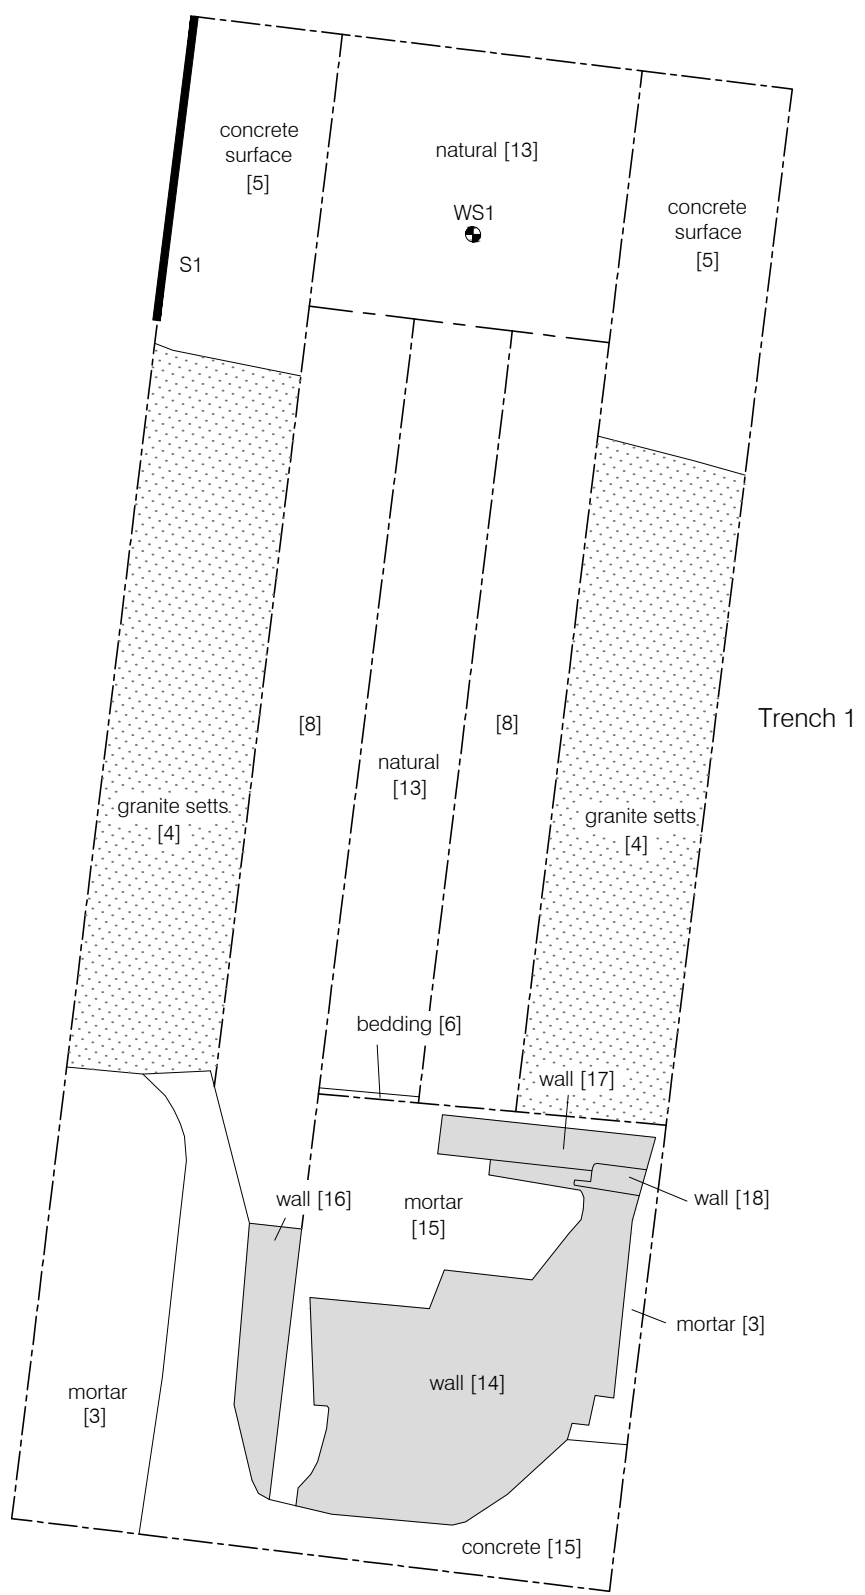 concrete
surface
[5]
natural [13]
WS1
concrete
surface
[5]
S1
[8]
[8]
Trench 1
natural
[13]
granite setts
[4]
granite setts
[4]
bedding [6]
wall [17]
wall [16]
mortar
[15]
wall [18]
mortar [3]
wall [14]
mortar
[3]
concrete [15]